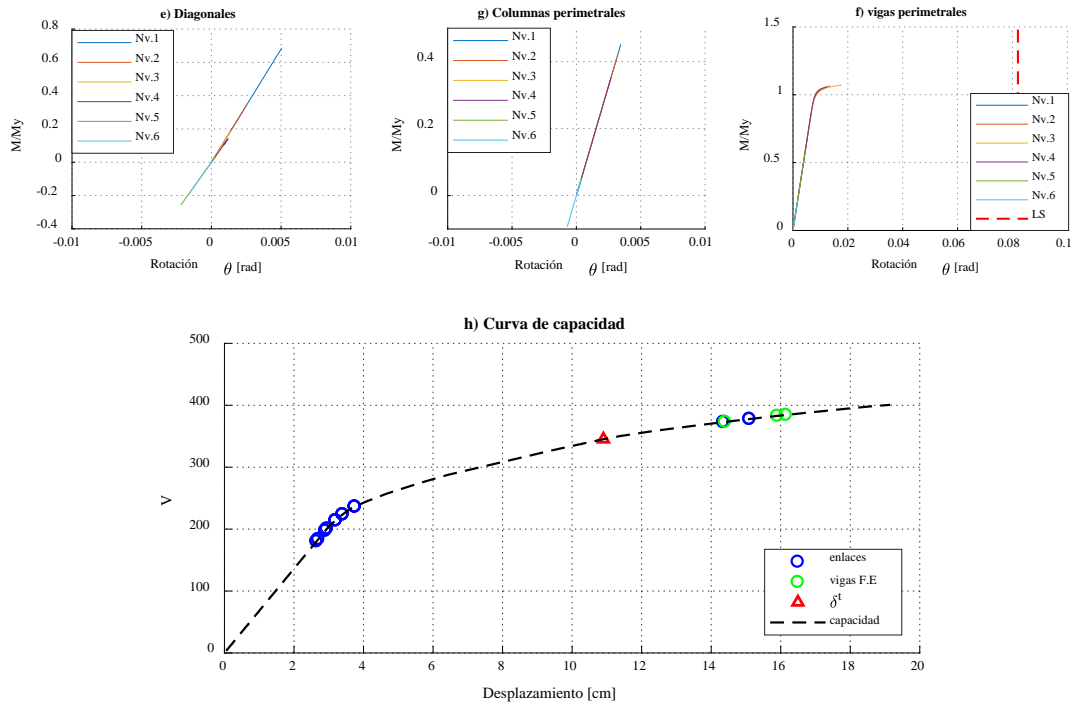 e) Diagonales
M/My
0.8
0.6
0.4
0.2
0
-0.2
-0.4
-0.01
-0.005
0
0.005
0.01
Nv.1
Nv.2
Nv.3
Nv.4
Nv.5
Nv.6
Rotación θ [rad]
g) Columnas perimetrales
M/My
0.4
0.2
0
-0.01
-0.005
0
0.005
0.01
Nv.1
Nv.2
Nv.3
Nv.4
Nv.5
Nv.6
Rotación θ [rad]
f) vigas perimetrales
M/My
1.5
1
0.5
0
0
0.02
0.04
0.06
0.08
0.1
Nv.1
Nv.2
Nv.3
Nv.4
Nv.5
Nv.6
LS
Rotación θ [rad]
h) Curva de capacidad
V
500
400
300
200
100
0
0
2
4
6
8
10
12
14
16
18
20
enlaces
vigas F.E
δt
capacidad
Desplazamiento [cm]